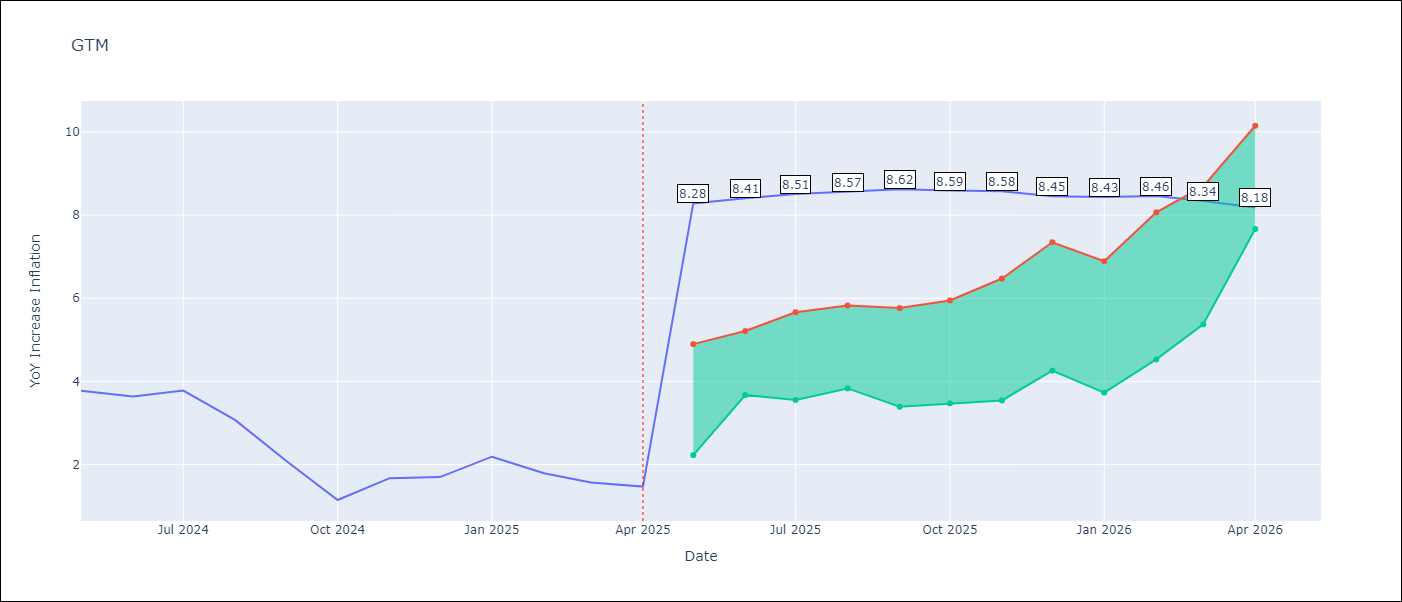 GTM
YoY Increase Inflation
10
8
6
4
2
8.28
8.41
8.51
8.57
8.62
8.59
8.58
8.45
8.43
8.46
8.34
8.18
Jul 2024
Oct 2024
Jan 2025
Apr 2025
Jul 2025
Oct 2025
Jan 2026
Apr 2026
Date